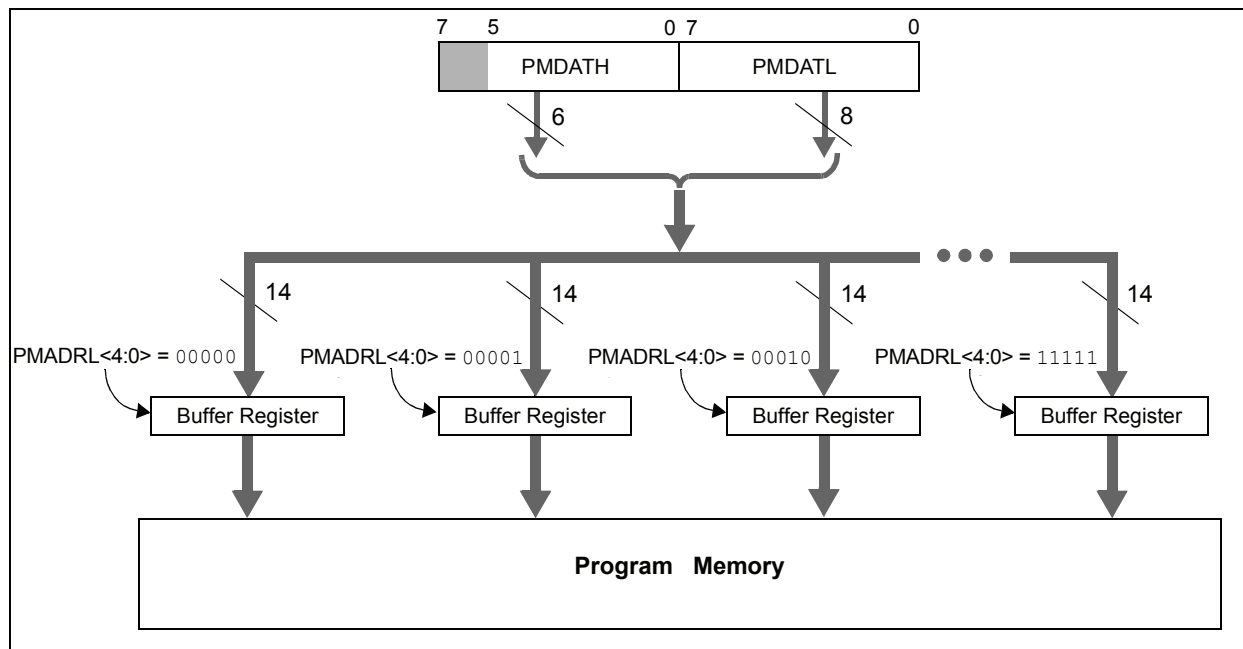 7 5 0 7 0
PMDATH PMDATL
6 8
14 14 14 14
PMADRL<4:0> = 00000 PMADRL<4:0> = 00001 PMADRL<4:0> = 00010 PMADRL<4:0> = 11111
Buffer Register Buffer Register Buffer Register Buffer Register
Program Memory